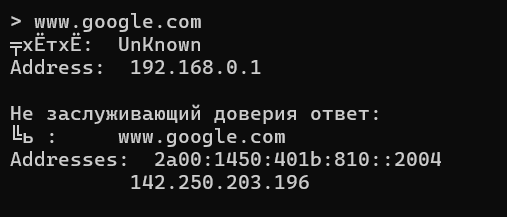 > www.google.com
╤хЁтхЁ:  UnKnown
Address:  192.168.0.1
Не заслуживающий доверия ответ:
╚ь :     www.google.com
Addresses:  2a00:1450:401b:810::2004
          142.250.203.196